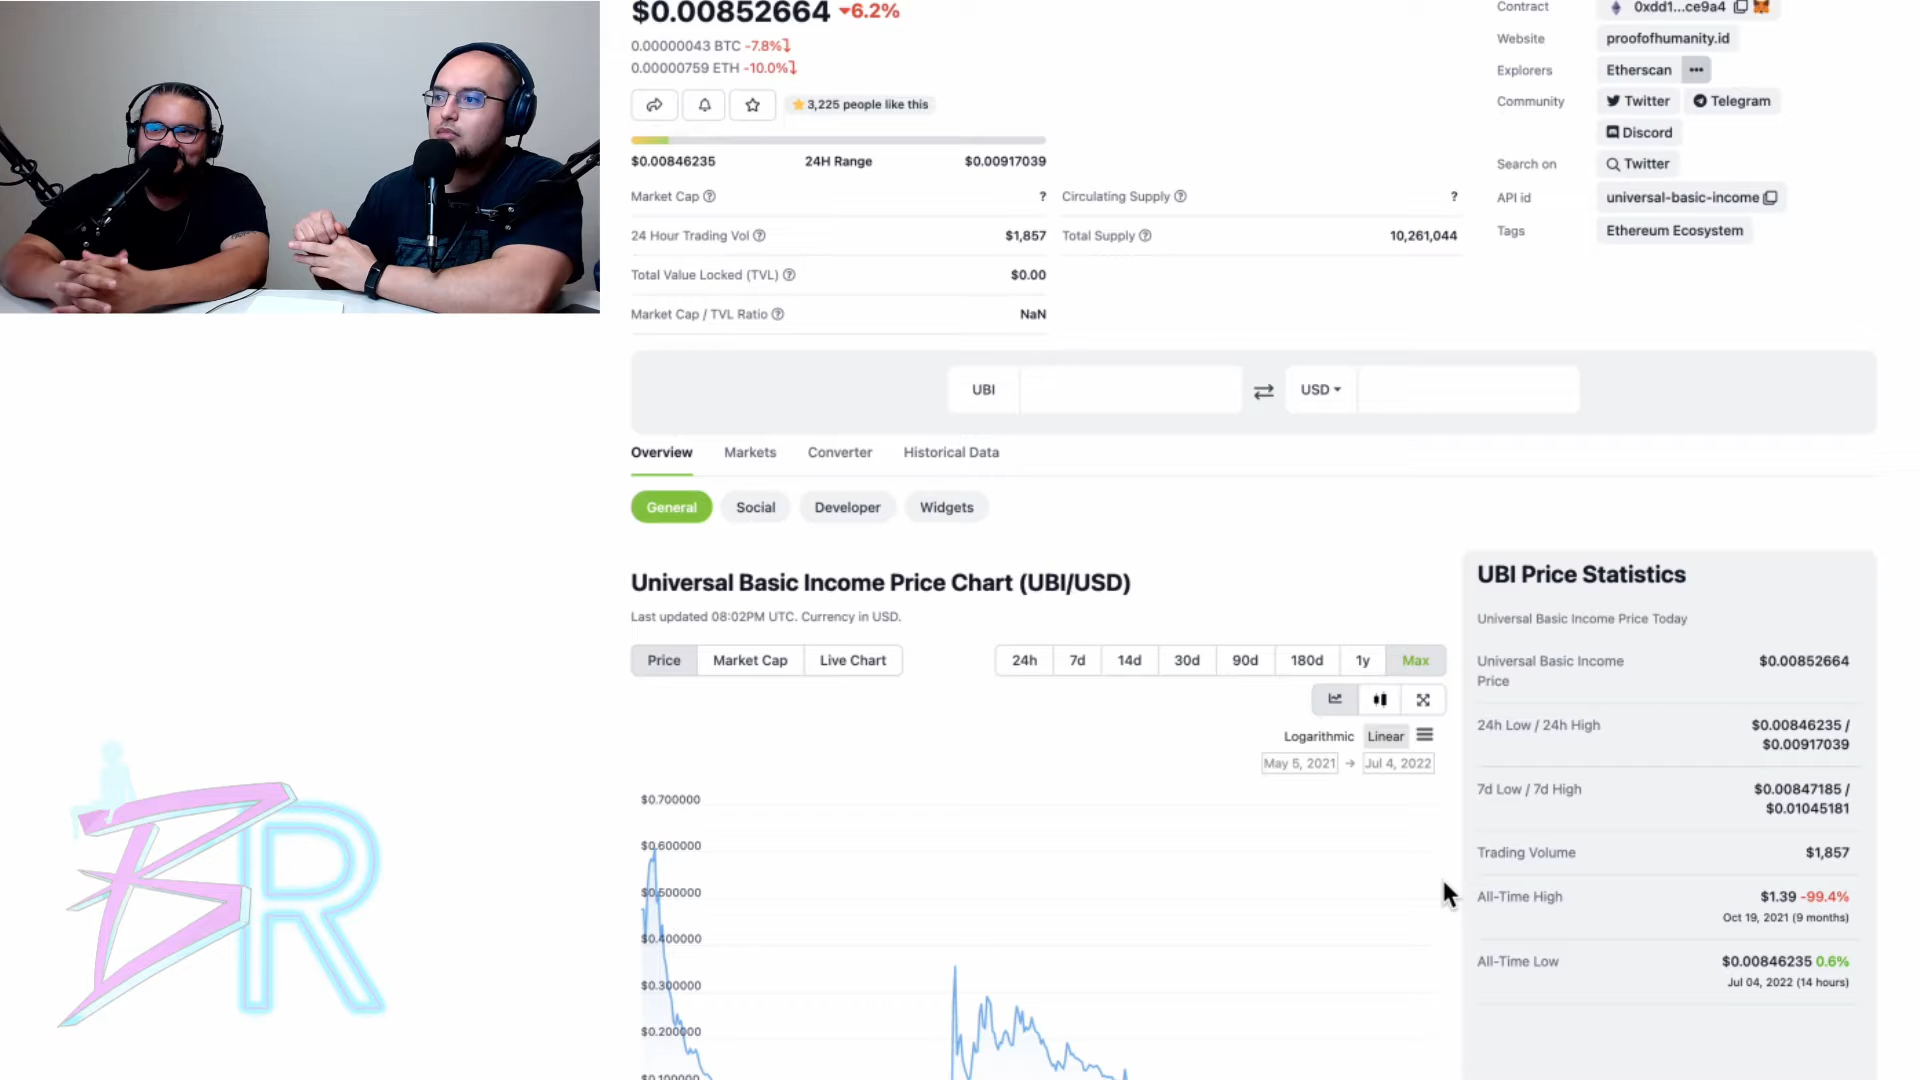 $0.00852664 6.2%
0.00000043 BTC -7.8%
0.00000759 ETH -10.0%
3,225 people like this
$0.00846235 24H Range $0.00917039
Market Cap ?
Circulating Supply ?
24 Hour Trading Vol $1,857
Total Supply 10,261,044
Total Value Locked (TVL) $0.00
Market Cap / TVL Ratio NaN
Contract 0xdd1...ce9a4
Website proofofhumanity.id
Explorers Etherscan •••
Community Twitter Telegram
Discord
Search on Twitter
API id universal-basic-income
Tags Ethereum Ecosystem
UBI USD
Overview Markets Converter Historical Data
General Social Developer Widgets
Universal Basic Income Price Chart (UBI/USD)
Last updated 08:02PM UTC. Currency in USD.
Price Market Cap Live Chart
24h 7d 14d 30d 90d 180d 1y Max
Logarithmic Linear
May 5, 2021 → Jul 4, 2022
$0.700000
$0.600000
$0.500000
$0.400000
$0.300000
$0.200000
$0.100000
UBI Price Statistics
Universal Basic Income Price Today
Universal Basic Income $0.00852664
Price
24h Low / 24h High $0.00846235 /
$0.00917039
7d Low / 7d High $0.00847185 /
$0.01045181
Trading Volume $1,857
All-Time High $1.39 -99.4%
Oct 19, 2021 (9 months)
All-Time Low $0.00846235 0.6%
Jul 04, 2022 (14 hours)
BR